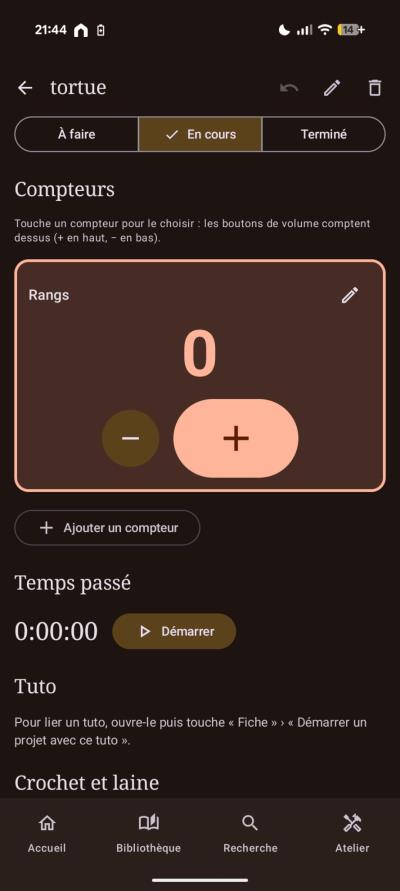 21:44
14+
tortue
À faire
En cours
Terminé
Compteurs
Touche un compteur pour le choisir : les boutons de volume comptent
dessus (+ en haut, − en bas).
Rangs
0
− +
+ Ajouter un compteur
Temps passé
0:00:00
Démarrer
Tuto
Pour lier un tuto, ouvre-le puis touche « Fiche » › « Démarrer un
projet avec ce tuto ».
Crochet et laine
Accueil
Bibliothèque
Recherche
Atelier